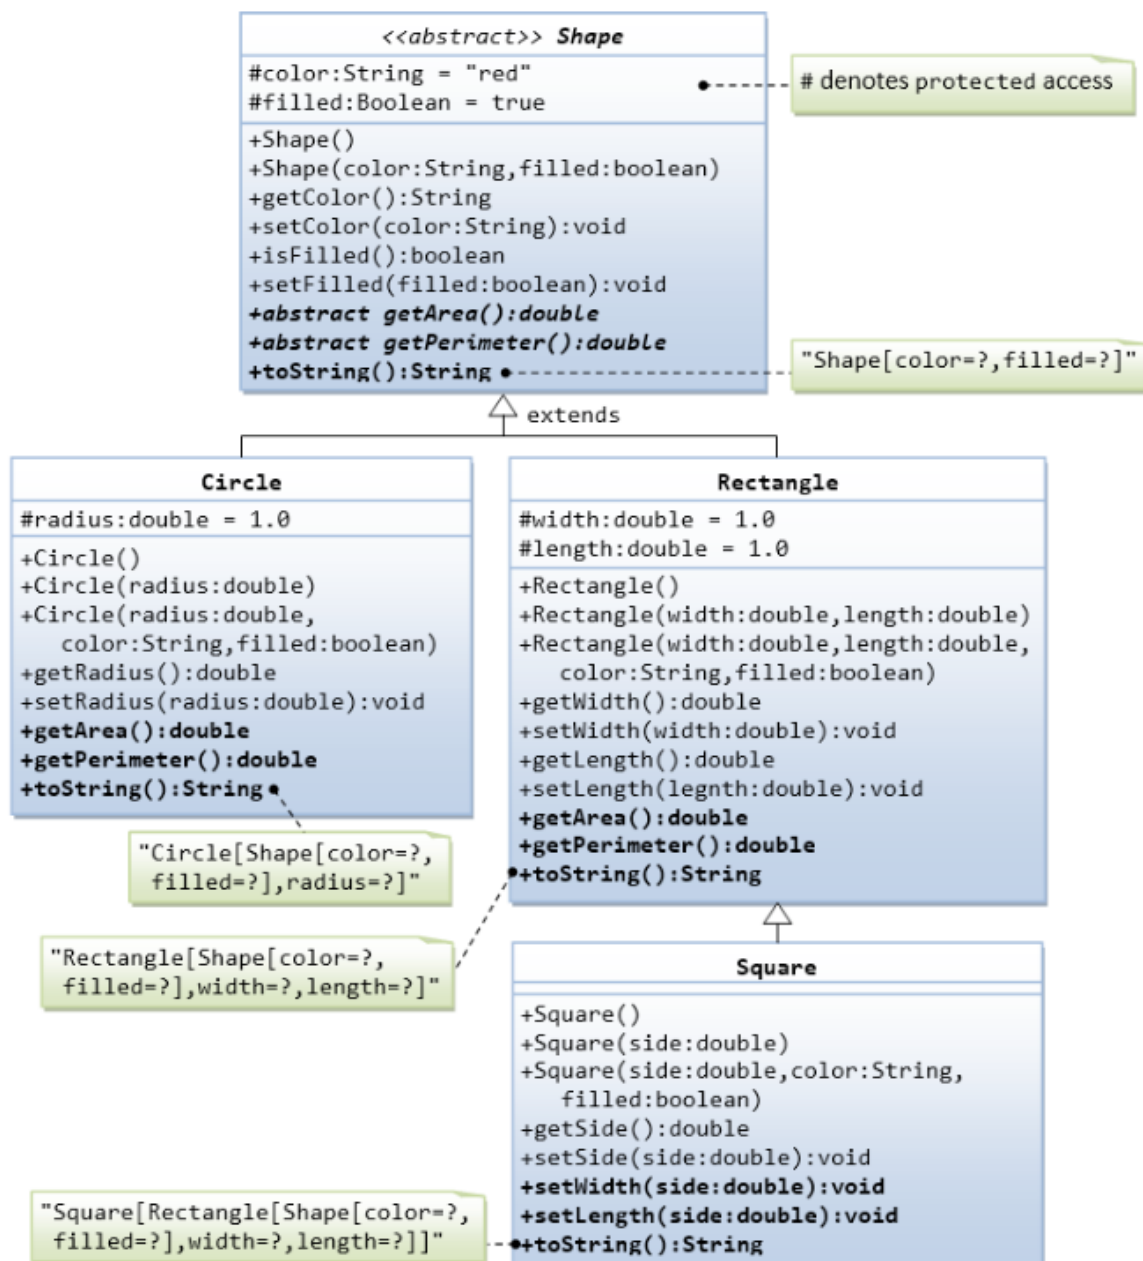 <<abstract>> Shape
#color:String = "red"
#filled:Boolean = true
# denotes protected access
+Shape()
+Shape(color:String,filled:boolean)
+getColor():String
+setColor(color:String):void
+isFilled():boolean
+setFilled(filled:boolean):void
+abstract getArea():double
+abstract getPerimeter():double
+toString():String
"Shape[color=?,filled=?]"
extends
Circle
#radius:double = 1.0
+Circle()
+Circle(radius:double)
+Circle(radius:double,
color:String,filled:boolean)
+getRadius():double
+setRadius(radius:double):void
+getArea():double
+getPerimeter():double
+toString():String
"Circle[Shape[color=?,
filled=?],radius=?]"
Rectangle
#width:double = 1.0
#length:double = 1.0
+Rectangle()
+Rectangle(width:double,length:double)
+Rectangle(width:double,length:double,
color:String,filled:boolean)
+getWidth():double
+setWidth(width:double):void
+getLength():double
+setLength(legnth:double):void
+getArea():double
+getPerimeter():double
+toString():String
"Rectangle[Shape[color=?,
filled=?],width=?,length=?]"
Square
+Square()
+Square(side:double)
+Square(side:double,color:String,
filled:boolean)
+getSide():double
+setSide(side:double):void
+setWidth(side:double):void
+setLength(side:double):void
+toString():String
"Square[Rectangle[Shape[color=?,
filled=?],width=?,length=?]]"